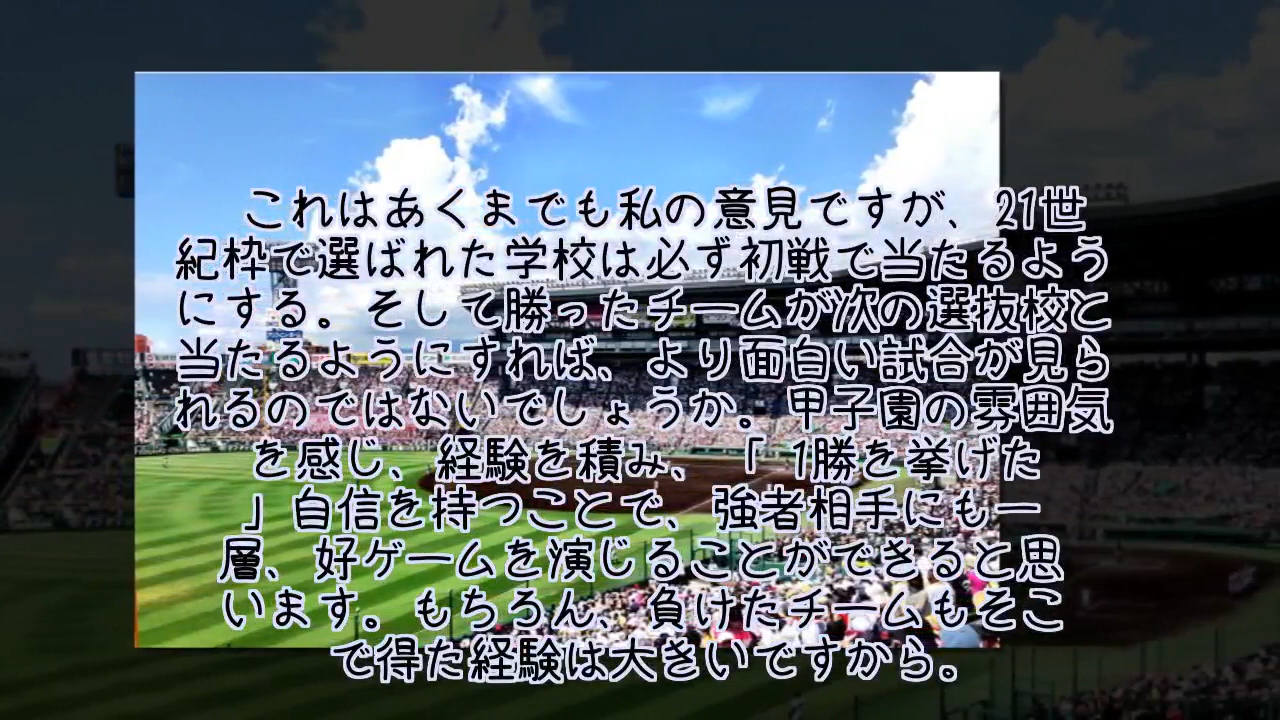 これはあくまでも私の意見ですが、21世
紀枠で選ばれた学校は必ず初戦で当たるよう
にする。そして勝ったチームが次の選抜校と
当たるようにすれば、より面白い試合が見ら
れるのではないでしょうか。甲子園の雰囲気
を感じ、経験を積み、「1勝を挙げた
」自信を持つことで、強者相手にも一
層、好ゲームを演じることができると思
います。もちろん、負けたチームもそこ
で得た経験は大きいですから。